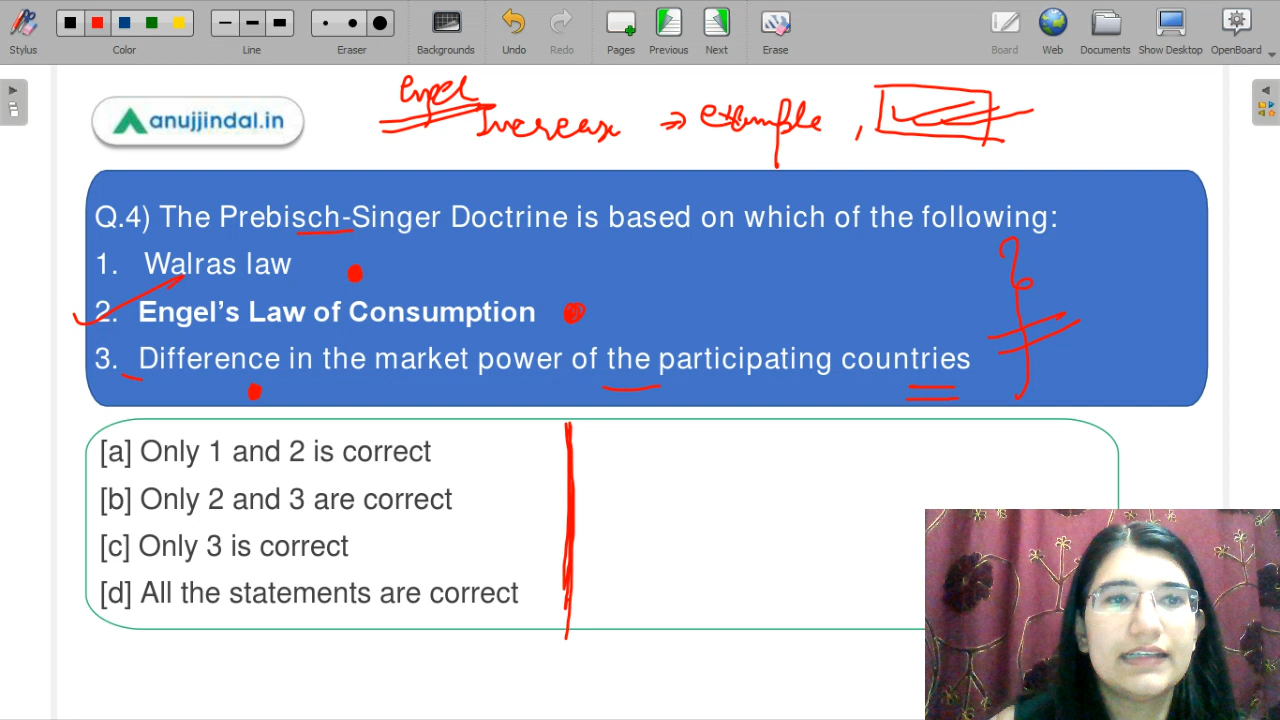 Stylus
Color
Line
Eraser
Backgrounds
Undo
Redo
Pages
Previous
Next
Erase
Board
Web
Documents
Show Desktop
OpenBoard
Engel
Increase ⇒ example,
anujjindal.in
Q.4) The Prebisch-Singer Doctrine is based on which of the following:
1. Walras law
2. Engel’s Law of Consumption
3. Difference in the market power of the participating countries
[a] Only 1 and 2 is correct
[b] Only 2 and 3 are correct
[c] Only 3 is correct
[d] All the statements are correct